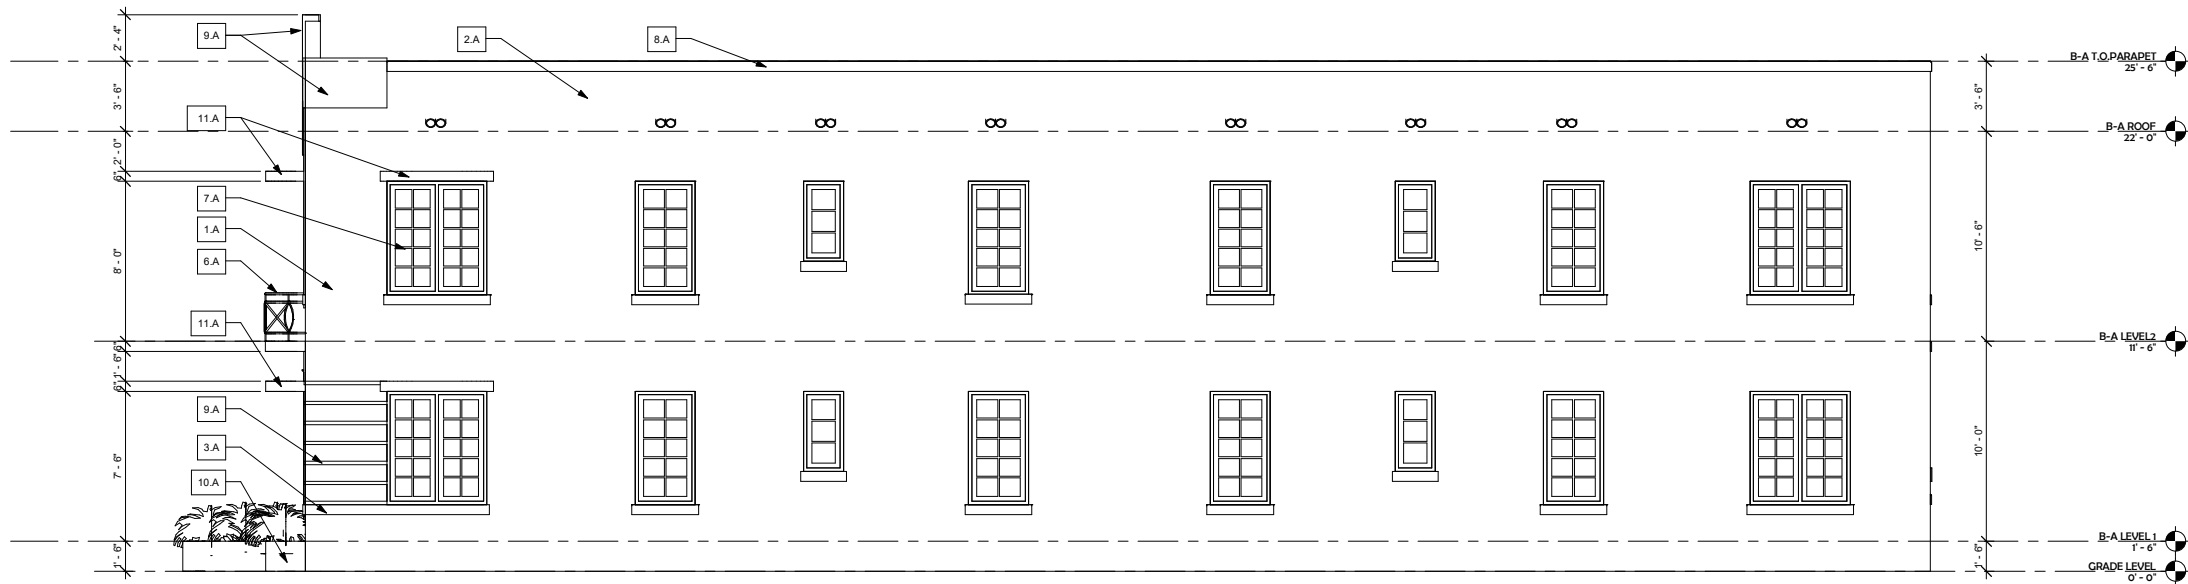 2' - 4"
9.A
2.A
8.A
B-A T.O.PARAPET
25' - 6"
3' - 6"
3' - 6"
11.A
B-A ROOF
22' - 0"
2' - 0"
6"
7.A
1.A
8' - 0"
6.A
10' - 6"
11.A
B-A LEVEL2
11' - 6"
6"
1' - 6"
6"
9.A
3.A
7' - 6"
10' - 0"
10.A
B-A LEVEL 1
1' - 6"
1' - 6"
1' - 6"
GRADE LEVEL
0' - 0"